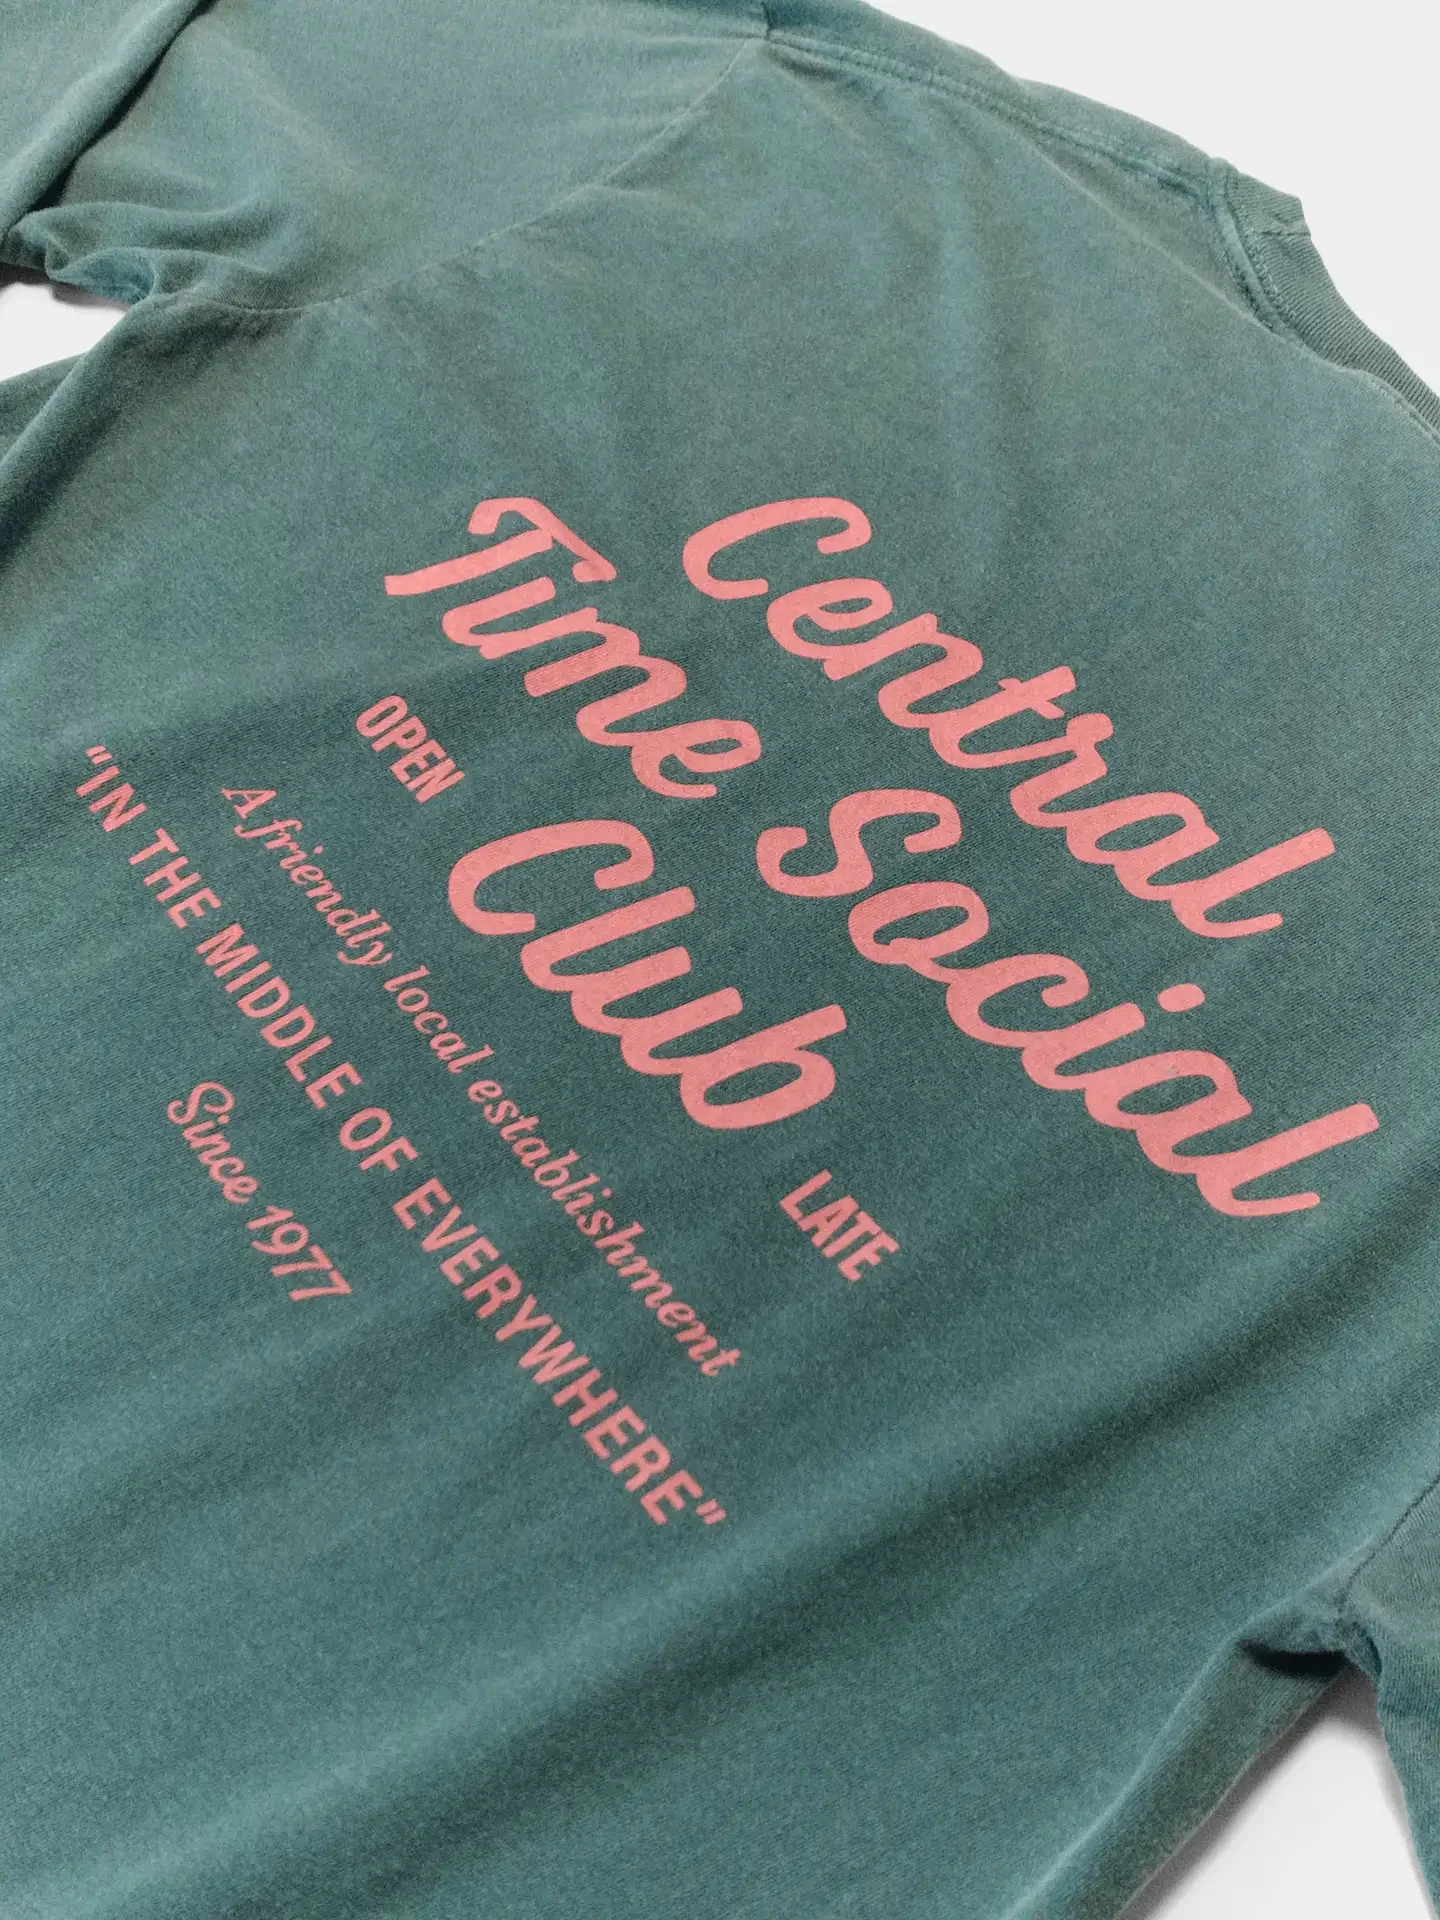 Central
Time Social
OPEN Club LATE
A friendly local establishment
“IN THE MIDDLE OF EVERYWHERE”
Since 1977